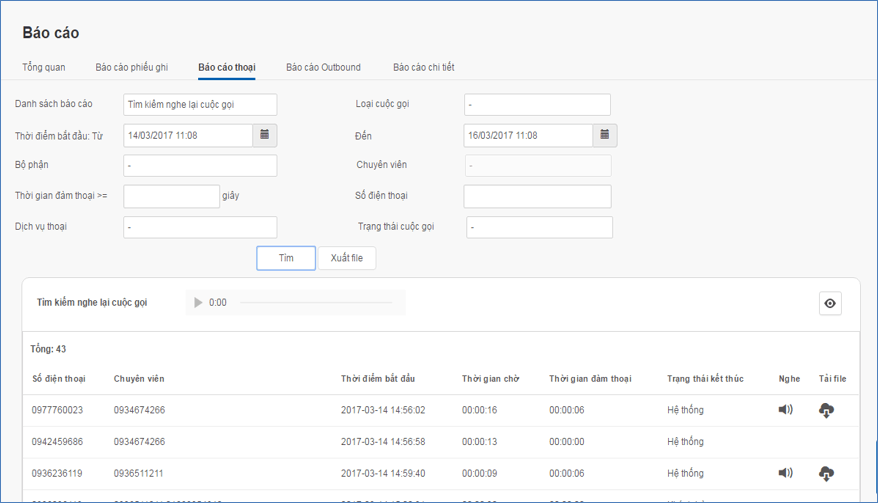 Báo cáo
Tổng quan Báo cáo phiếu ghi Báo cáo thoại Báo cáo Outbound Báo cáo chi tiết
Danh sách báo cáo Tìm kiếm nghe lại cuộc gọi Loại cuộc gọi -
Thời điểm bắt đầu: Từ 14/03/2017 11:08 Đến 16/03/2017 11:08
Bộ phận - Chuyên viên -
Thời gian đàm thoại >= giây Số điện thoại
Dịch vụ thoại - Trạng thái cuộc gọi -
Tìm Xuất file
Tìm kiếm nghe lại cuộc gọi 0:00
Tổng: 43
Số điện thoại Chuyên viên Thời điểm bắt đầu Thời gian chờ Thời gian đàm thoại Trạng thái kết thúc Nghe Tải file
0977760023 0934674266 2017-03-14 14:56:02 00:00:16 00:00:06 Hệ thống
0942459686 0934674266 2017-03-14 14:56:58 00:00:13 00:00:00 Hệ thống
0936236119 0936511211 2017-03-14 14:59:40 00:00:09 00:00:06 Hệ thống